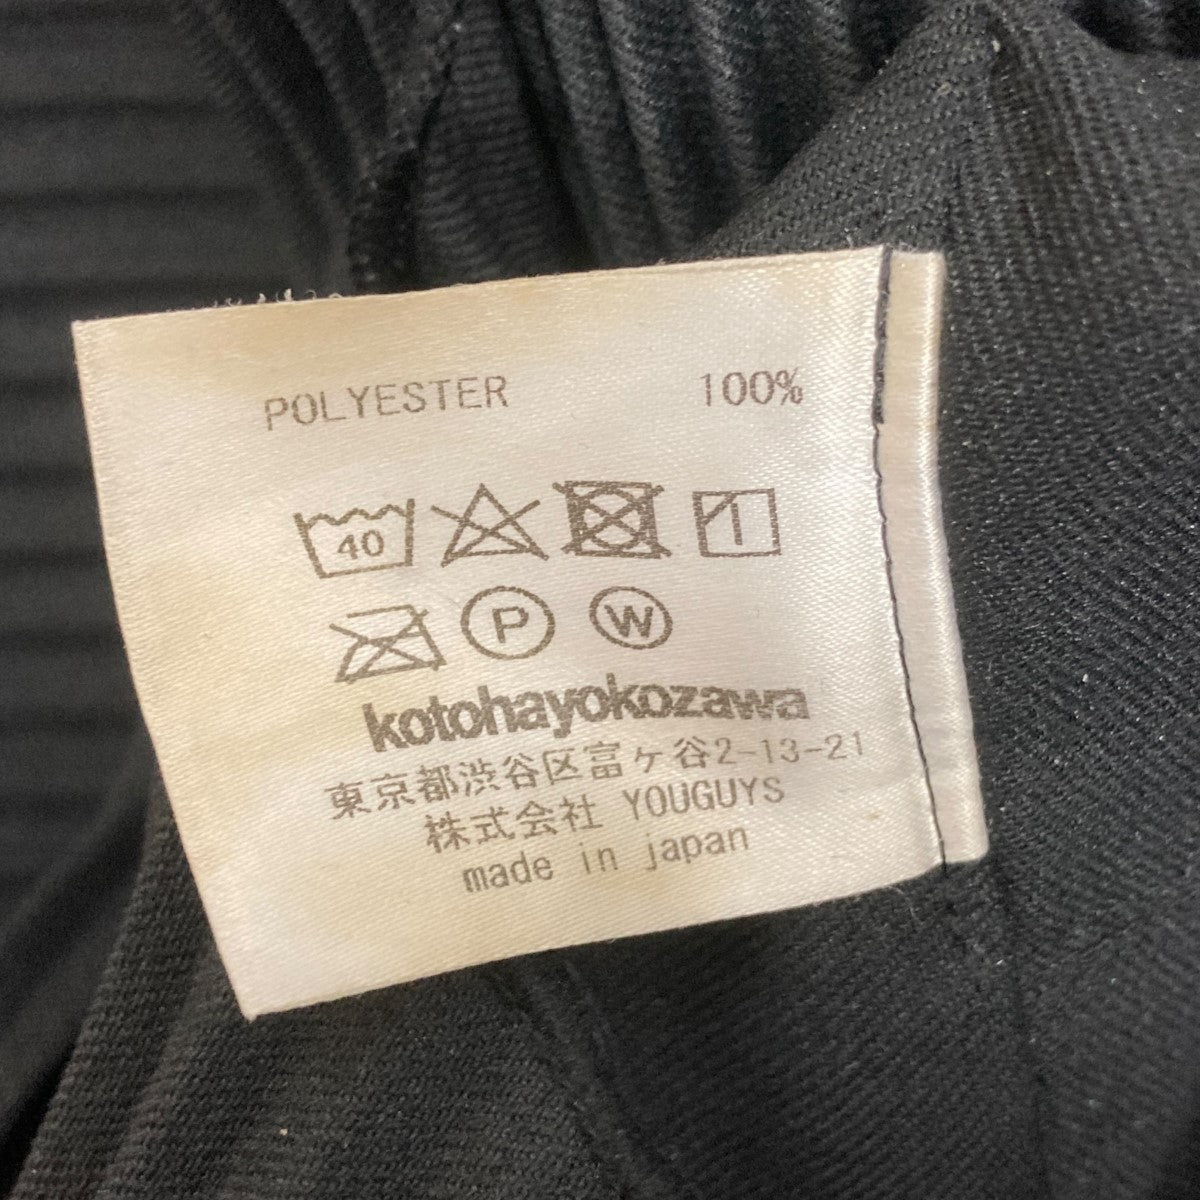 POLYESTER 100%
40
P W
kotohayokozawa
東京都渋谷区富ヶ谷2-13-21
株式会社 YOUGUYS
made in japan